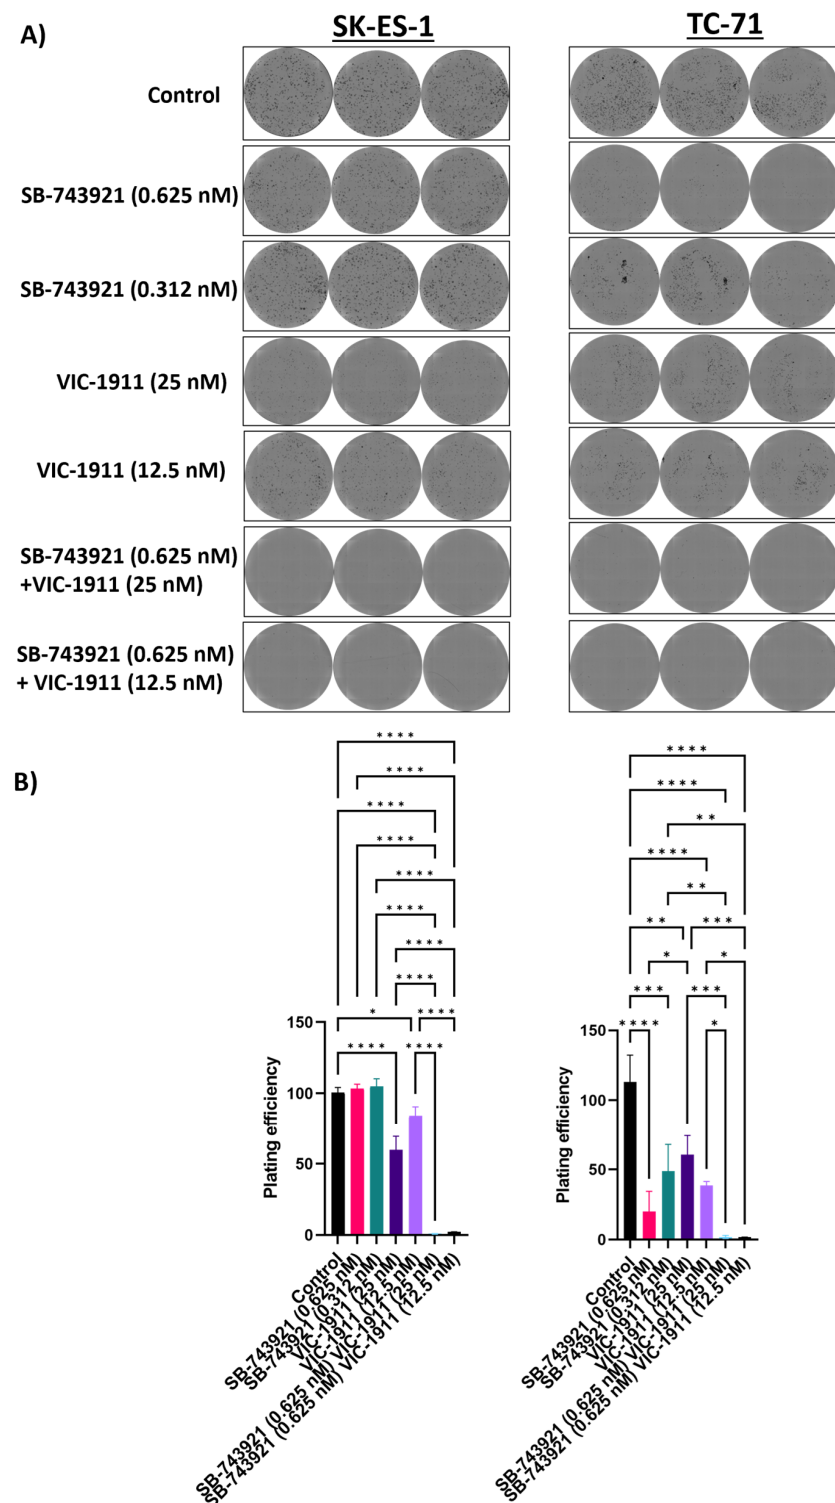 A)
SK-ES-1
TC-71
Control
SB-743921 (0.625 nM)
SB-743921 (0.312 nM)
VIC-1911 (25 nM)
VIC-1911 (12.5 nM)
SB-743921 (0.625 nM)
+VIC-1911 (25 nM)
SB-743921 (0.625 nM)
+ VIC-1911 (12.5 nM)
B)
****
****
****
****
****
****
****
****
*
****
****
****
150
100
50
0
Plating efficiency
Control
SB-743921 (0.625 nM)
SB-743921 (0.312 nM)
VIC-1911 (25 nM)
VIC-1911 (12.5 nM)
SB-743921 (0.625 nM) VIC-1911 (25 nM)
SB-743921 (0.625 nM) VIC-1911 (12.5 nM)
****
****
**
****
**
**
***
*
*
***
***
****
*
150
100
50
0
Plating efficiency
Control
SB-743921 (0.625 nM)
SB-743921 (0.312 nM)
VIC-1911 (25 nM)
VIC-1911 (12.5 nM)
SB-743921 (0.625 nM) VIC-1911 (25 nM)
SB-743921 (0.625 nM) VIC-1911 (12.5 nM)